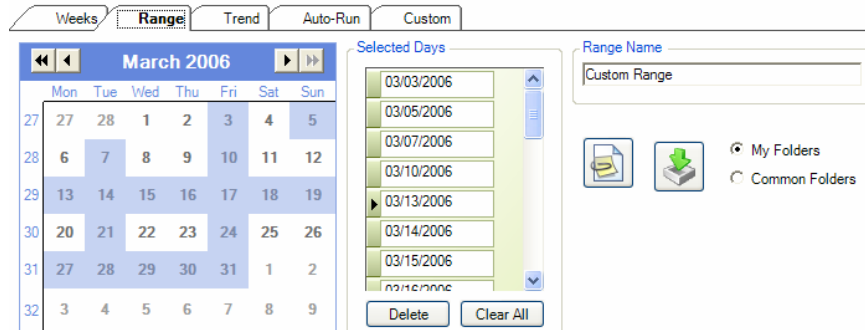 Weeks Range Trend Auto-Run Custom
March 2006
Mon Tue Wed Thu Fri Sat Sun
27 27 28 1 2 3 4 5
28 6 7 8 9 10 11 12
29 13 14 15 16 17 18 19
30 20 21 22 23 24 25 26
31 27 28 29 30 31 1 2
32 3 4 5 6 7 8 9
Selected Days
03/03/2006
03/05/2006
03/07/2006
03/10/2006
03/13/2006
03/14/2006
03/15/2006
03/16/2006
Delete Clear All
Range Name
Custom Range
My Folders
Common Folders